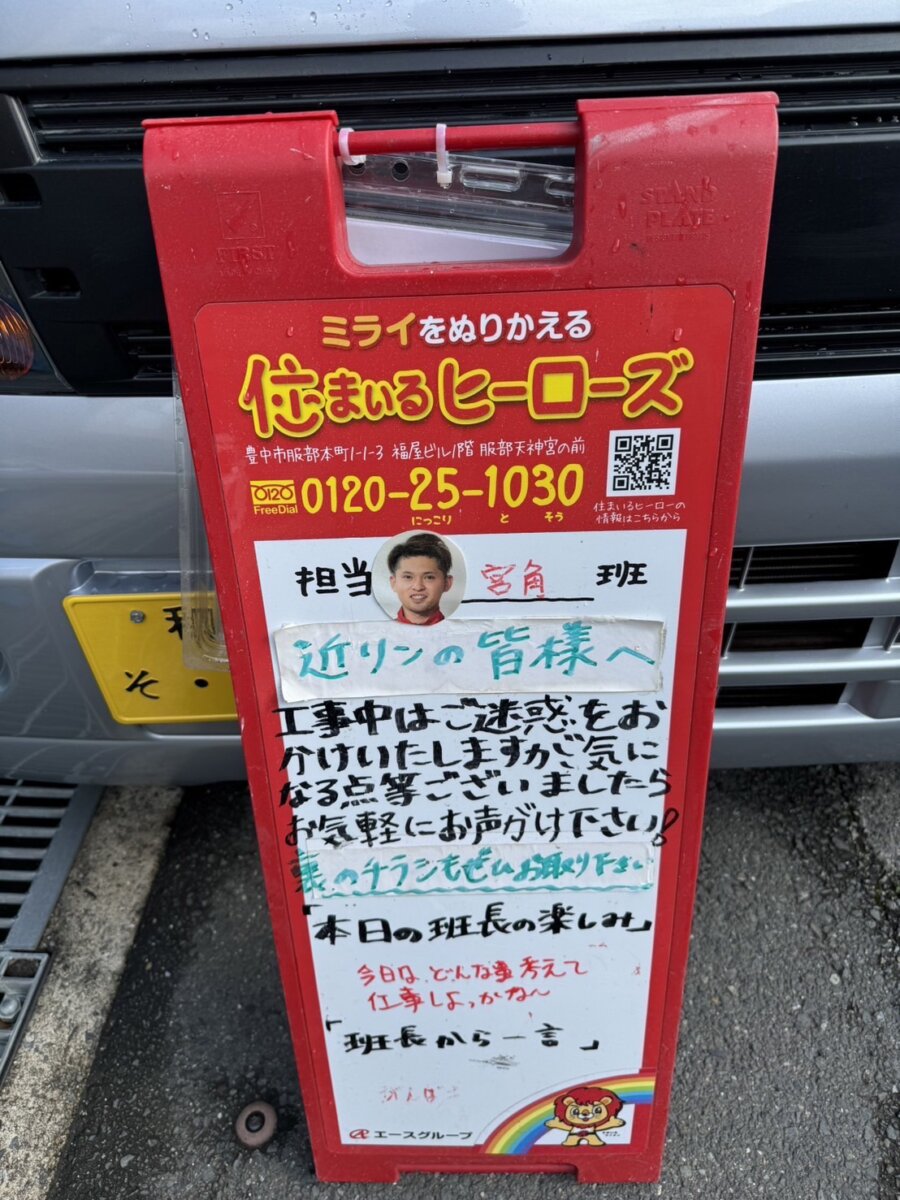 FIRST
STAND
PLATE
ミライをぬりかえる
住まいるヒーローズ
豊中市服部本町1-1-3 福屋ビル1階 服部天神宮の前
FreeDial 0120-25-1030
にっこり と そう
住まいるヒーローの
情報はこちらから
担当 宮角 班
近リンの皆様へ
工事中はご迷惑をお
分けいたしますがご気に
なる点等ございましたら
お気軽にお声がけ下さい!
裏のチラシもぜひお取り下さい
「本日の班長の楽しみ」
今日は、どんな事考えて
仕事しよっかな〜
「班長から一言」
エースグループ
そ・